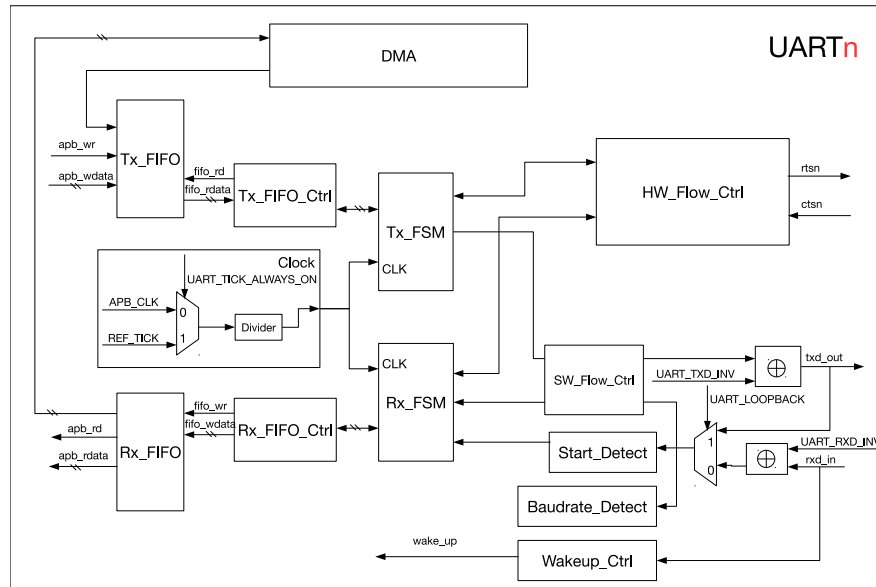 DMA
UARTn
apb_wr
Tx_FIFO
apb_wdata
fifo_rd
fifo_rdata
Tx_FIFO_Ctrl
Tx_FSM
CLK
HW_Flow_Ctrl
rtsn
ctsn
Clock
UART_TICK_ALWAYS_ON
APB_CLK
0
REF_TICK
1
Divider
CLK
Rx_FSM
SW_Flow_Ctrl
UART_TXD_INV
txd_out
UART_LOOPBACK
fifo_wr
fifo_wdata
Rx_FIFO_Ctrl
Rx_FIFO
apb_rd
apb_rdata
Start_Detect
1
0
UART_RXD_INV
rxd_in
Baudrate_Detect
wake_up
Wakeup_Ctrl